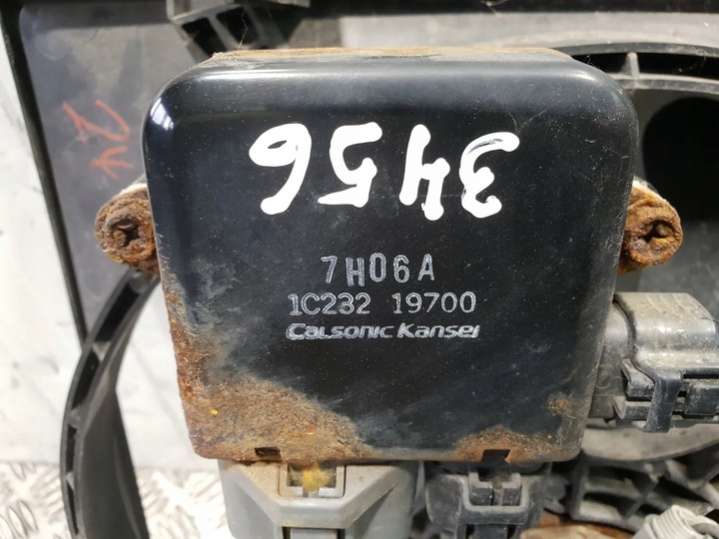 3456
7H06A
1C232 19700
CALSONIC KANSEI